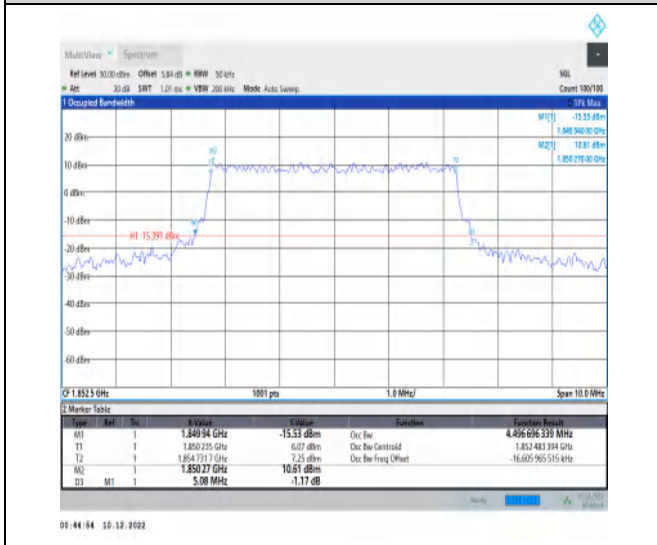 MultiView Spectrum
Ref Level 30.00 dBm Offset 5.84 dB RBW 50 kHz SGL
Att 30 dB SWT 1.01 ms VBW 200 kHz Mode Auto Sweep Count 100/100
1 Occupied Bandwidth 1Pk Max
M1[1] -15.53 dBm
1.849 940 00 GHz
20 dBm
M2[1] 10.61 dBm
1.850 270 00 GHz
M2
10 dBm
T2
0 dBm
-10 dBm
H1 -15.391 dBm
-20 dBm
-30 dBm
-40 dBm
-50 dBm
-60 dBm
CF 1.852 5 GHz 1001 pts 1.0 MHz/ Span 10.0 MHz
2 Marker Table
Type Ref Trc X-Value Y-Value Function Function Result
M1 1 1.849 94 GHz -15.53 dBm Occ Bw 4.496 696 339 MHz
T1 1 1.850 235 GHz 6.07 dBm Occ Bw Centroid 1.852 483 394 GHz
T2 1 1.854 731 7 GHz 7.25 dBm Occ Bw Freq Offset -16.605 965 515 kHz
M2 1 1.850 27 GHz 10.61 dBm
D3 M1 1 5.08 MHz -1.17 dB
Ready
00:44:54 10.12.2022